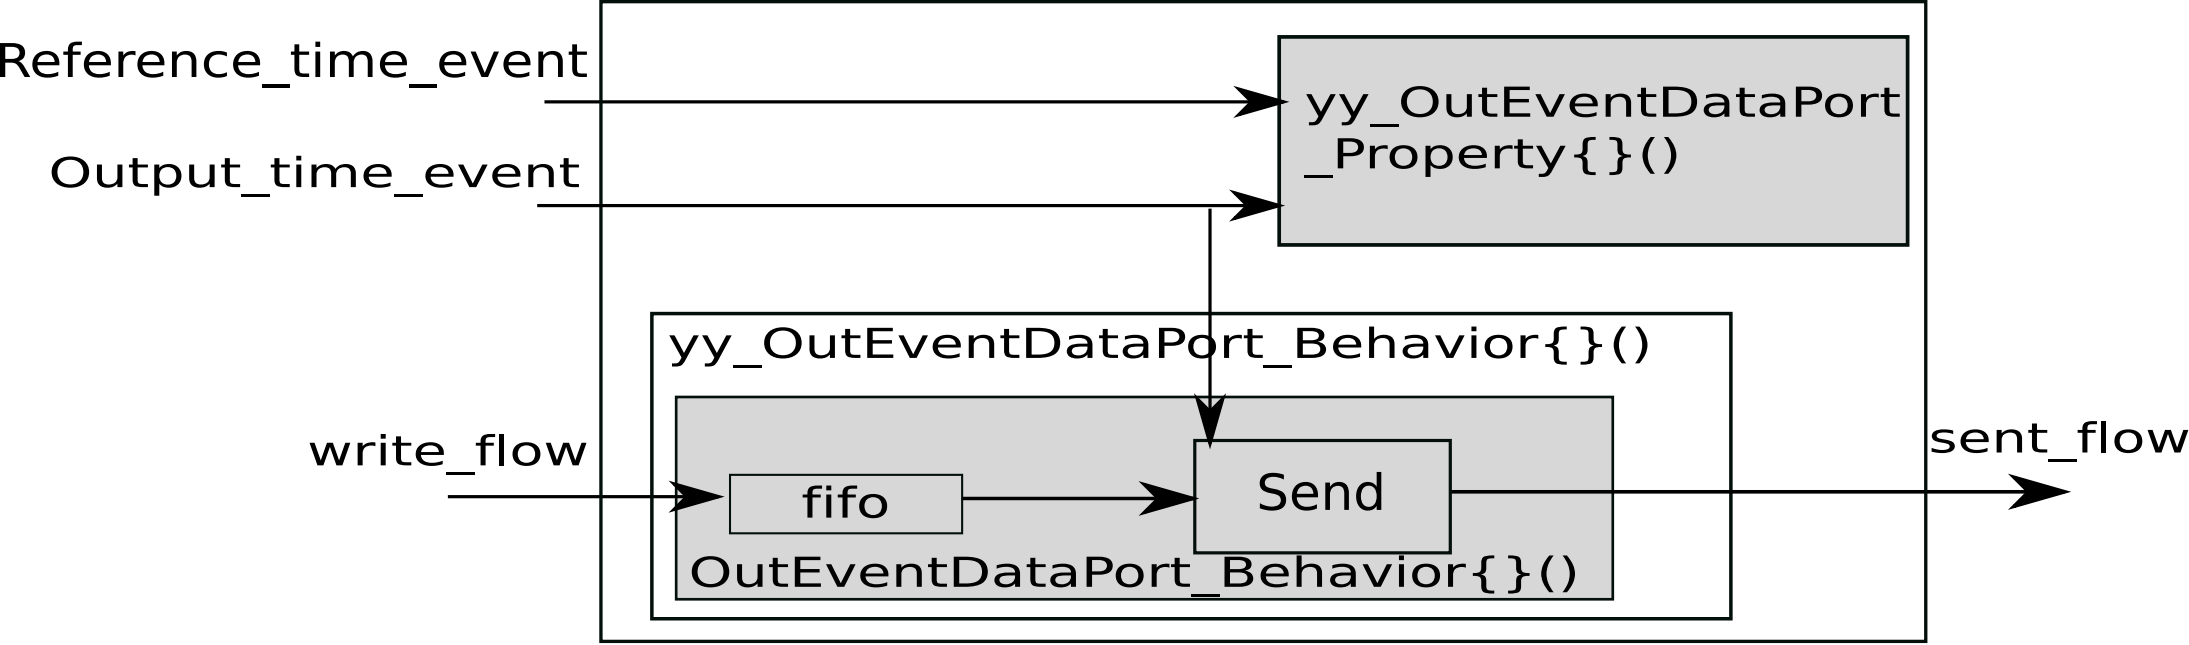 Reference_time_event
yy_OutEventDataPort
_Property{}()
Output_time_event
yy_OutEventDataPort_Behavior{}()
write_flow
sent_flow
fifo
Send
OutEventDataPort_Behavior{}()